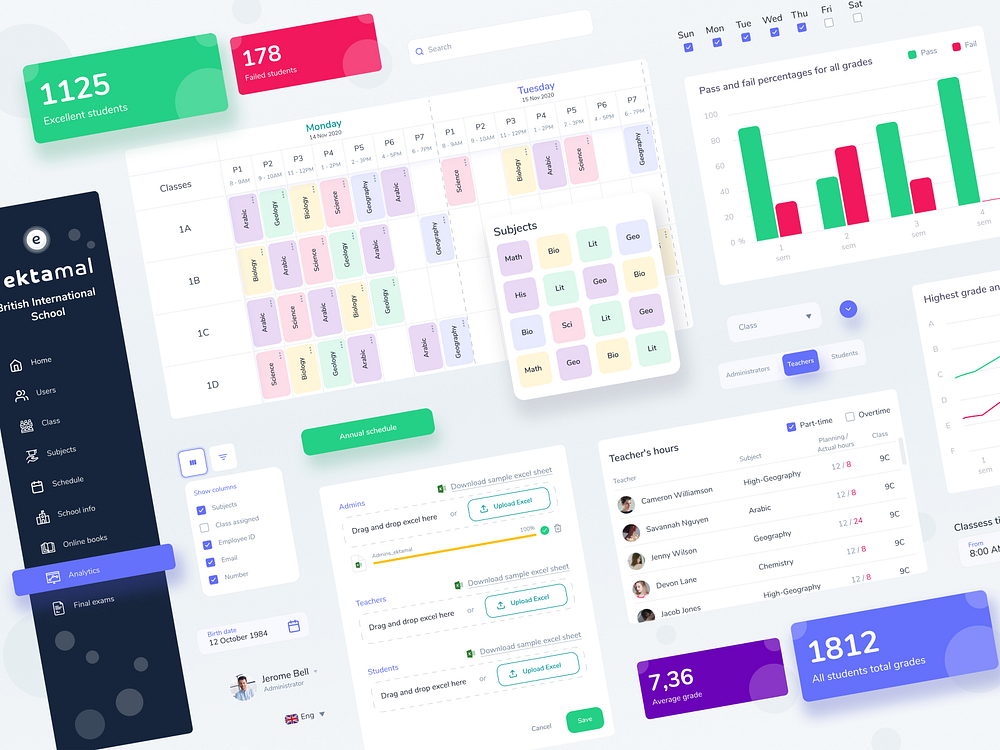 1125
Excellent students
178
Failed students
Search
Sun Mon Tue Wed Thu Fri Sat
Pass and fail percentages for all grades
Pass Fail
100
80
60
40
20
0 %
1 sem
2 sem
3 sem
4 sem
Monday
14 Nov 2020
Tuesday
15 Nov 2020
Classes
P1 P2 P3 P4 P5 P6 P7 P1 P2 P3 P4 P5 P6 P7
8 - 9AM 9 - 10AM 11 - 12PM 1 - 2PM 2 - 3PM 4 - 5PM 6 - 7PM 8 - 9AM 9 - 10AM 11 - 12PM 1 - 2PM 2 - 3PM 4 - 5PM 6 - 7PM
1A
Arabic Geology Biology Science Geography Arabic Science Biology Arabic Science Geography
1B
Biology Arabic Science Geology Arabic Geography
1C
Arabic Science Arabic Biology Geology
1D
Science Biology Geology Arabic Arabic Geography
Subjects
Math Bio Lit Geo
His Lit Geo Bio
Bio Sci Lit Geo
Math Geo Bio Lit
e
ektamal
British International
School
Home
Users
Class
Subjects
Schedule
School info
Online books
Analytics
Final exams
Class
Administrators Teachers Students
Highest grade an
A
B
C
D
E
F
1
sem
Annual schedule
Show columns
Subjects
Class assigned
Employee ID
Email
Number
Birth date
12 October 1984
Jerome Bell
Administrator
Eng
Admins
Download sample excel sheet
Drag and drop excel here or Upload Excel
Admins_ektamal 100%
Teachers
Download sample excel sheet
Drag and drop excel here or Upload Excel
Students
Download sample excel sheet
Drag and drop excel here or Upload Excel
Cancel Save
Teacher's hours
Part-time Overtime
Teacher Subject Planning / Actual hours Class
Cameron Williamson High-Geography 12 / 8 9C
Savannah Nguyen Arabic 12 / 8 9C
Jenny Wilson Geography 12 / 24 9C
Devon Lane Chemistry 12 / 8 9C
Jacob Jones High-Geography 12 / 8 9C
Classess ti
From
8:00 AM
7,36
Average grade
1812
All students total grades